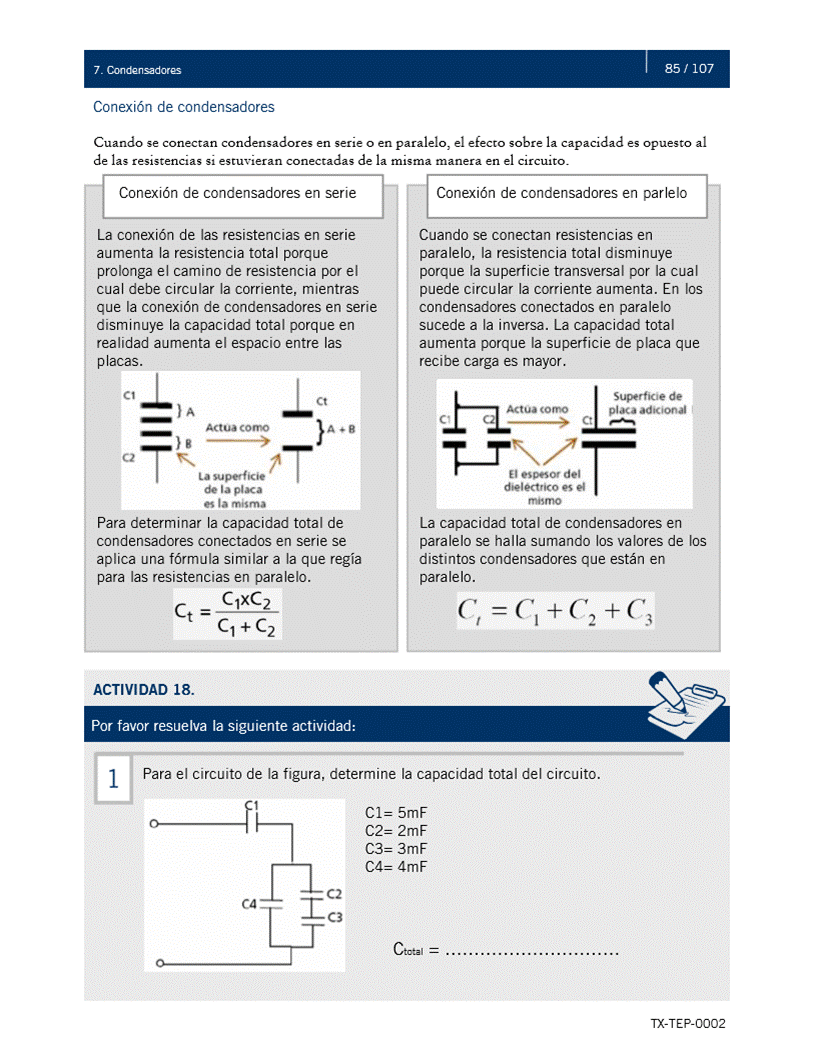 7. Condensadores
85 / 107
Conexión de condensadores
Cuando se conectan condensadores en serie o en paralelo, el efecto sobre la capacidad es opuesto al
de las resistencias si estuvieran conectadas de la misma manera en el circuito.
Conexión de condensadores en serie
La conexión de las resistencias en serie
aumenta la resistencia total porque
prolonga el camino de resistencia por el
cual debe circular la corriente, mientras
que la conexión de condensadores en serie
disminuye la capacidad total porque en
realidad aumenta el espacio entre las
placas.
C1
A
B
C2
Actúa como
Ct
A + B
La superficie
de la placa
es la misma
Para determinar la capacidad total de
condensadores conectados en serie se
aplica una fórmula similar a la que regía
para las resistencias en paralelo.
Ct = C1xC2 / C1 + C2
Conexión de condensadores en parlelo
Cuando se conectan resistencias en
paralelo, la resistencia total disminuye
porque la superficie transversal por la cual
puede circular la corriente aumenta. En los
condensadores conectados en paralelo
sucede a la inversa. La capacidad total
aumenta porque la superficie de placa que
recibe carga es mayor.
C1
C2
Actúa como
Ct
Superficie de
placa adicional
El espesor del
dieléctrico es el
mismo
La capacidad total de condensadores en
paralelo se halla sumando los valores de los
distintos condensadores que están en
paralelo.
Ct = C1 + C2 + C3
ACTIVIDAD 18.
Por favor resuelva la siguiente actividad:
1
Para el circuito de la figura, determine la capacidad total del circuito.
C1
C4
C2
C3
C1= 5mF
C2= 2mF
C3= 3mF
C4= 4mF
Ctotal = ..............................
TX-TEP-0002